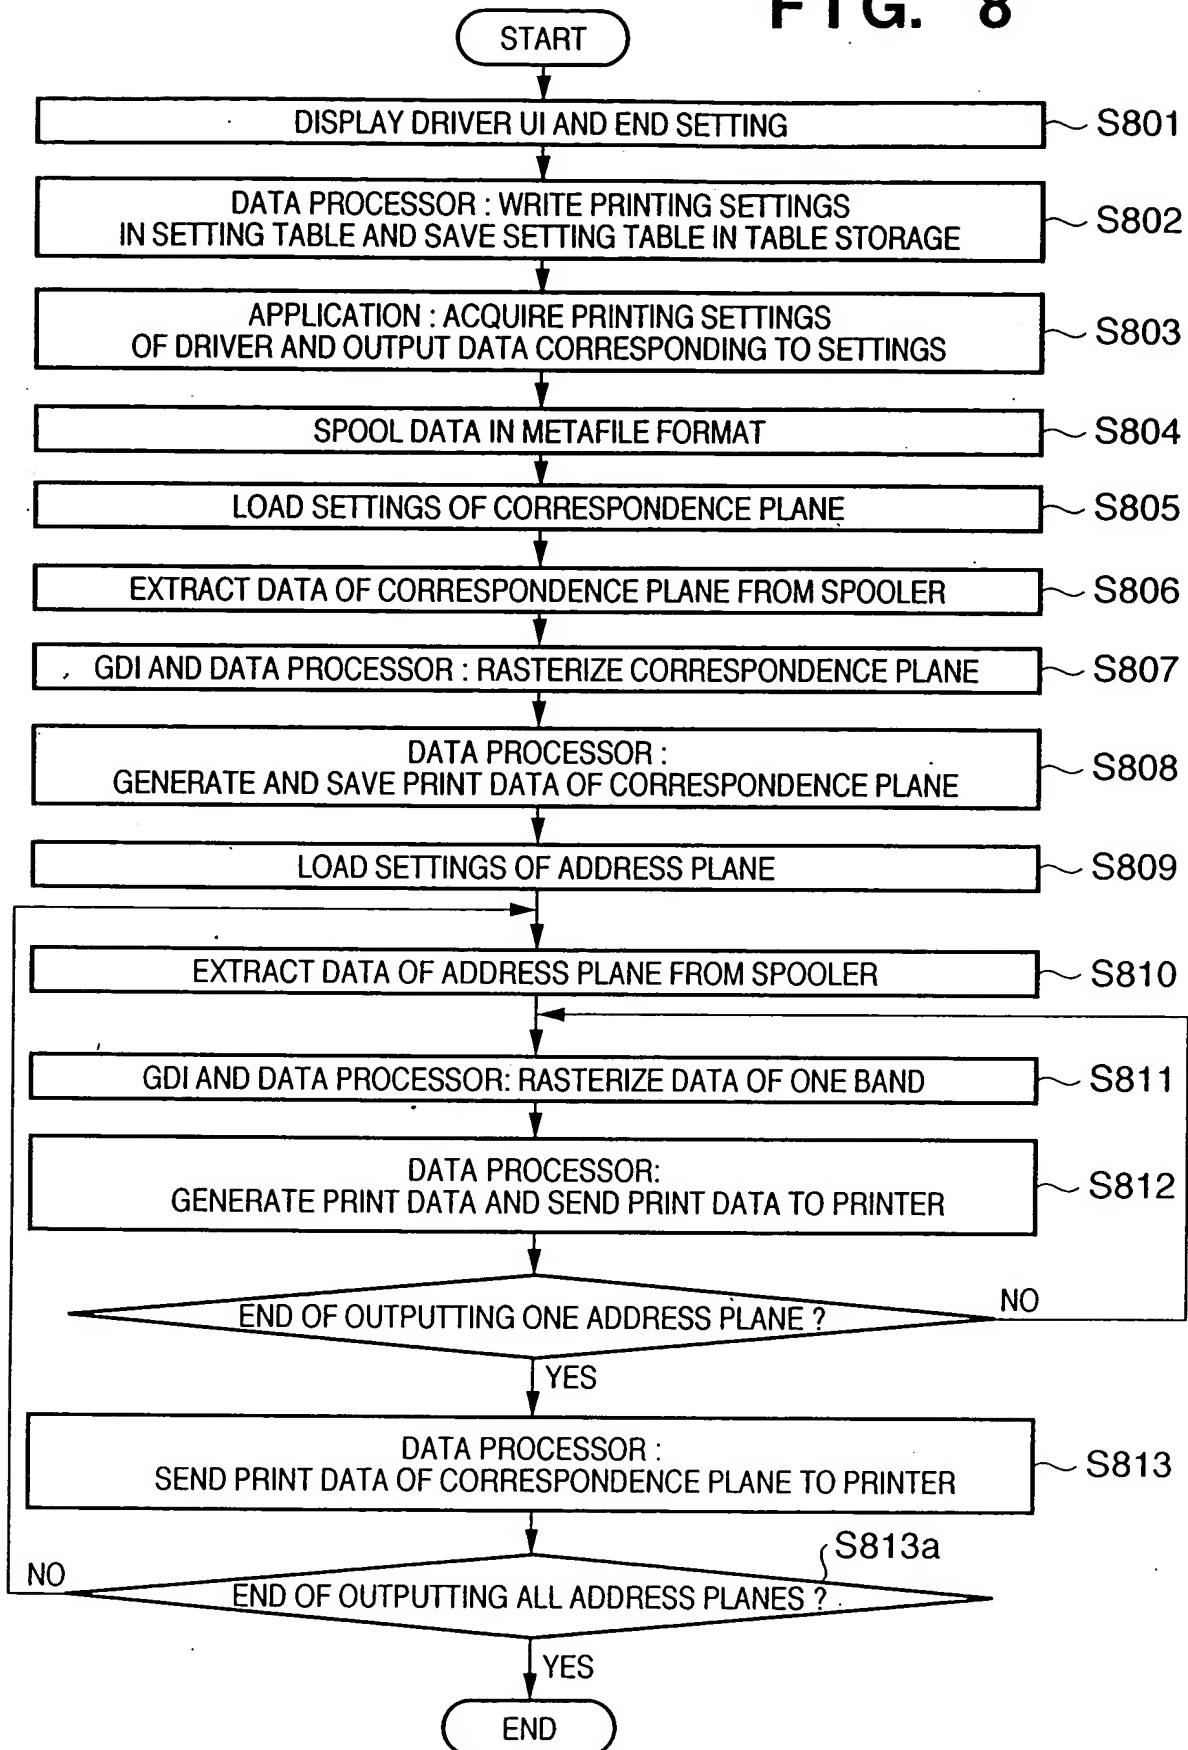 FIG. 8
START
DISPLAY DRIVER UI AND END SETTING
S801
DATA PROCESSOR : WRITE PRINTING SETTINGS
IN SETTING TABLE AND SAVE SETTING TABLE IN TABLE STORAGE
S802
APPLICATION : ACQUIRE PRINTING SETTINGS
OF DRIVER AND OUTPUT DATA CORRESPONDING TO SETTINGS
S803
SPOOL DATA IN METAFILE FORMAT
S804
LOAD SETTINGS OF CORRESPONDENCE PLANE
S805
EXTRACT DATA OF CORRESPONDENCE PLANE FROM SPOOLER
S806
GDI AND DATA PROCESSOR : RASTERIZE CORRESPONDENCE PLANE
S807
DATA PROCESSOR :
GENERATE AND SAVE PRINT DATA OF CORRESPONDENCE PLANE
S808
LOAD SETTINGS OF ADDRESS PLANE
S809
EXTRACT DATA OF ADDRESS PLANE FROM SPOOLER
S810
GDI AND DATA PROCESSOR: RASTERIZE DATA OF ONE BAND
S811
DATA PROCESSOR:
GENERATE PRINT DATA AND SEND PRINT DATA TO PRINTER
S812
END OF OUTPUTTING ONE ADDRESS PLANE ?
NO
YES
DATA PROCESSOR :
SEND PRINT DATA OF CORRESPONDENCE PLANE TO PRINTER
S813
S813a
NO
END OF OUTPUTTING ALL ADDRESS PLANES ?
YES
END